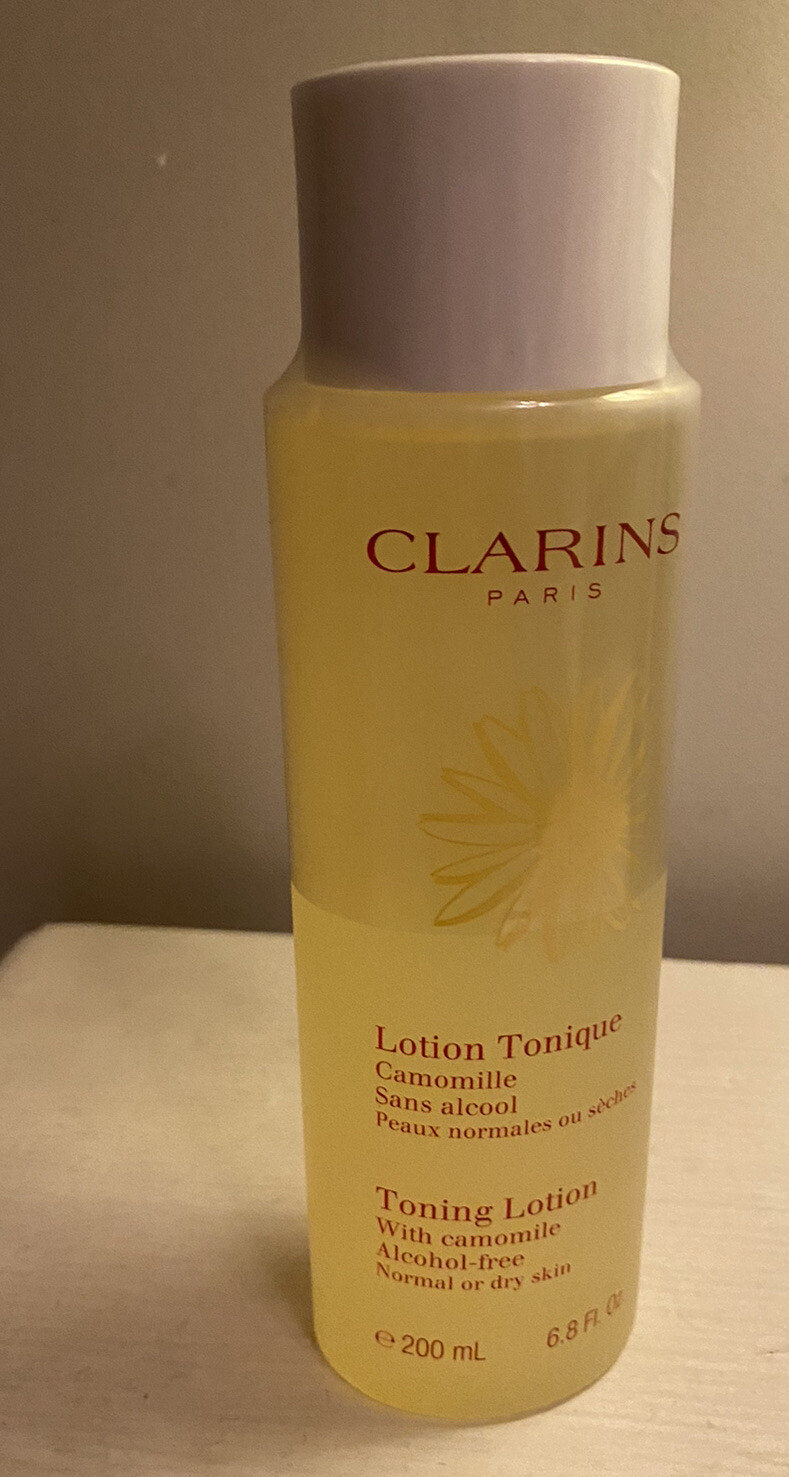 CLARINS
PARIS
Lotion Tonique
Camomille
Sans alcool
Peaux normales ou sèches
Toning Lotion
With camomile
Alcohol-free
Normal or dry skin
℮ 200 mL 6.8 Fl. Oz.